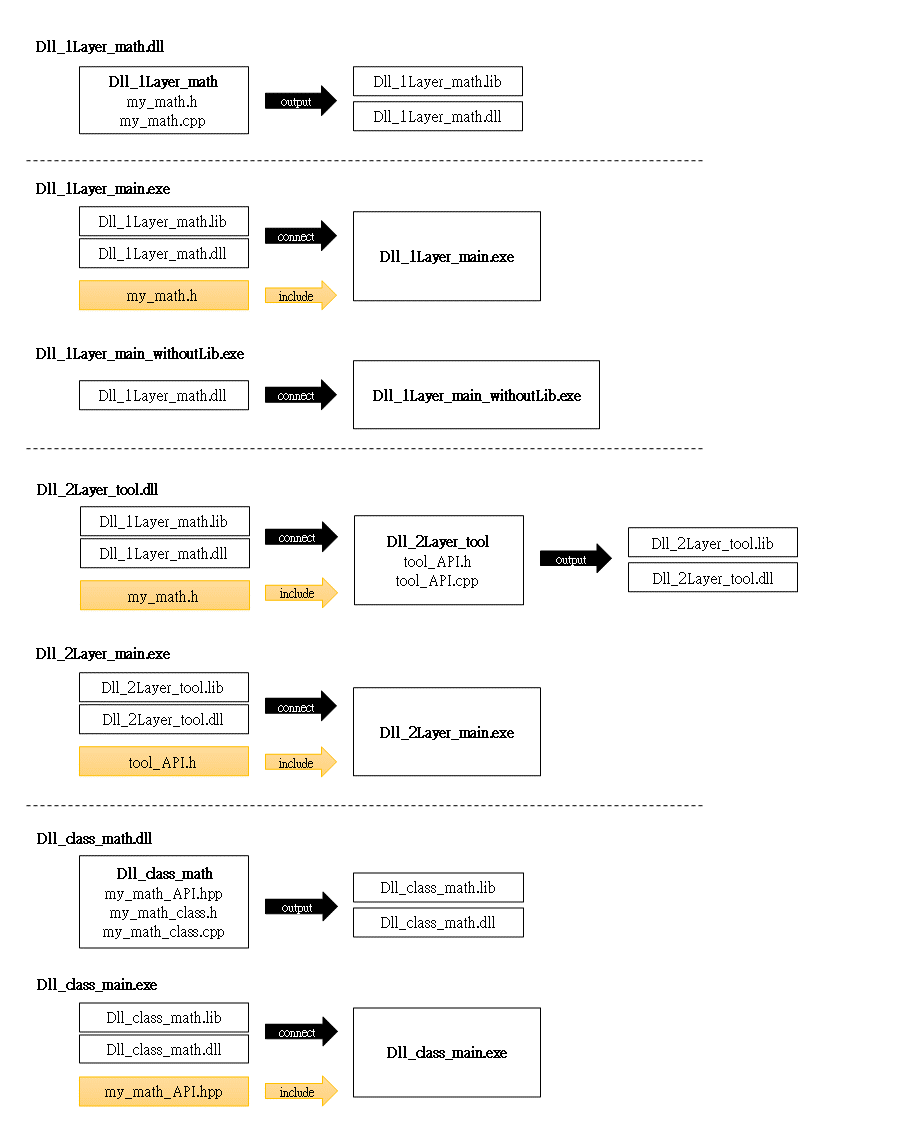 Dll_1Layer_math.dll
Dll_1Layer_math
my_math.h
my_math.cpp
output
Dll_1Layer_math.lib
Dll_1Layer_math.dll
Dll_1Layer_main.exe
Dll_1Layer_math.lib
Dll_1Layer_math.dll
connect
my_math.h
include
Dll_1Layer_main.exe
Dll_1Layer_main_withoutLib.exe
Dll_1Layer_math.dll
connect
Dll_1Layer_main_withoutLib.exe
Dll_2Layer_tool.dll
Dll_1Layer_math.lib
Dll_1Layer_math.dll
connect
my_math.h
include
Dll_2Layer_tool
tool_API.h
tool_API.cpp
output
Dll_2Layer_tool.lib
Dll_2Layer_tool.dll
Dll_2Layer_main.exe
Dll_2Layer_tool.lib
Dll_2Layer_tool.dll
connect
tool_API.h
include
Dll_2Layer_main.exe
Dll_class_math.dll
Dll_class_math
my_math_API.hpp
my_math_class.h
my_math_class.cpp
output
Dll_class_math.lib
Dll_class_math.dll
Dll_class_main.exe
Dll_class_math.lib
Dll_class_math.dll
connect
my_math_API.hpp
include
Dll_class_main.exe